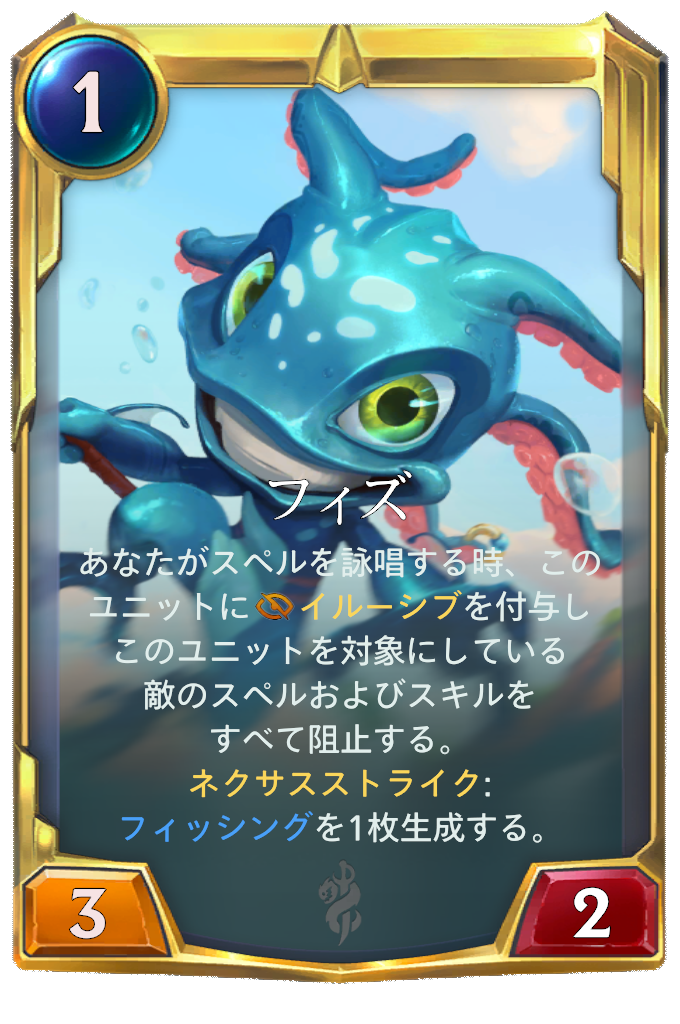 1
フィズ
あなたがスペルを詠唱する時、この
ユニットにイルーシブを付与し
このユニットを対象にしている
敵のスペルおよびスキルを
すべて阻止する。
ネクサスストライク:
フィッシングを1枚生成する。
3
2